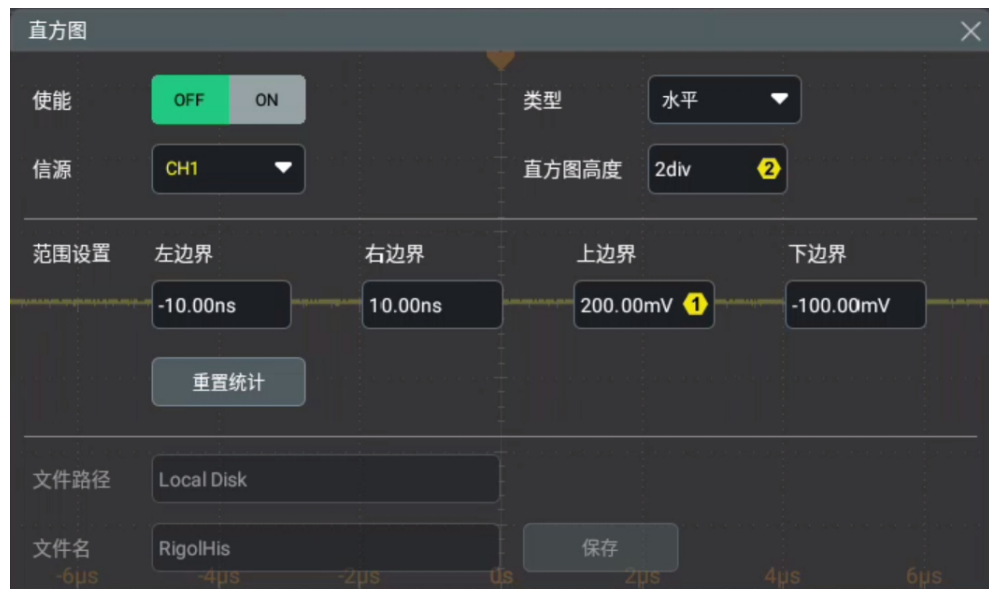 直方图
使能 OFF ON 类型 水平
信源 CH1 直方图高度 2div 2
范围设置 左边界 右边界 上边界 下边界
-10.00ns 10.00ns 200.00mV 1 -100.00mV
重置统计
文件路径 Local Disk
文件名 RigolHis 保存
-6μs -4μs -2μs 0s 2μs 4μs 6μs